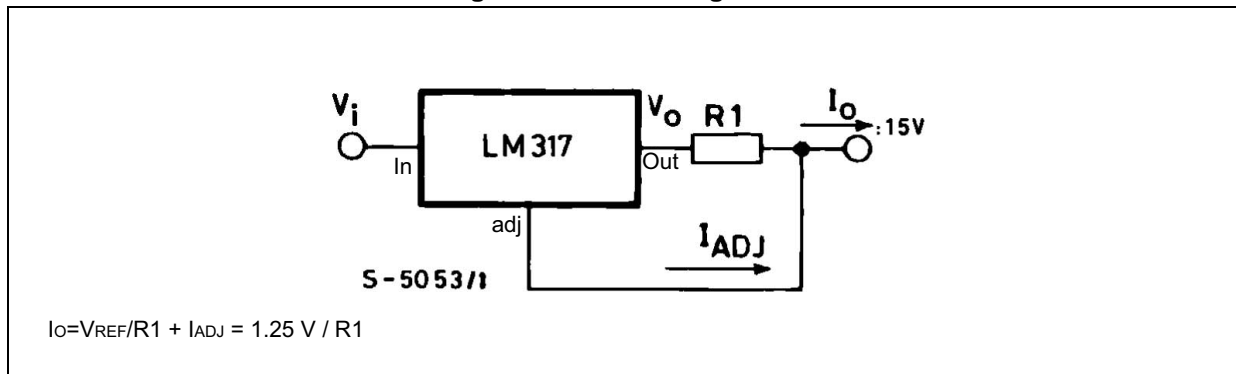 Vi
In
LM317
Vo
Out
R1
IO
:15V
adj
IADJ
S-5053/1
IO=VREF/R1 + IADJ = 1.25 V / R1